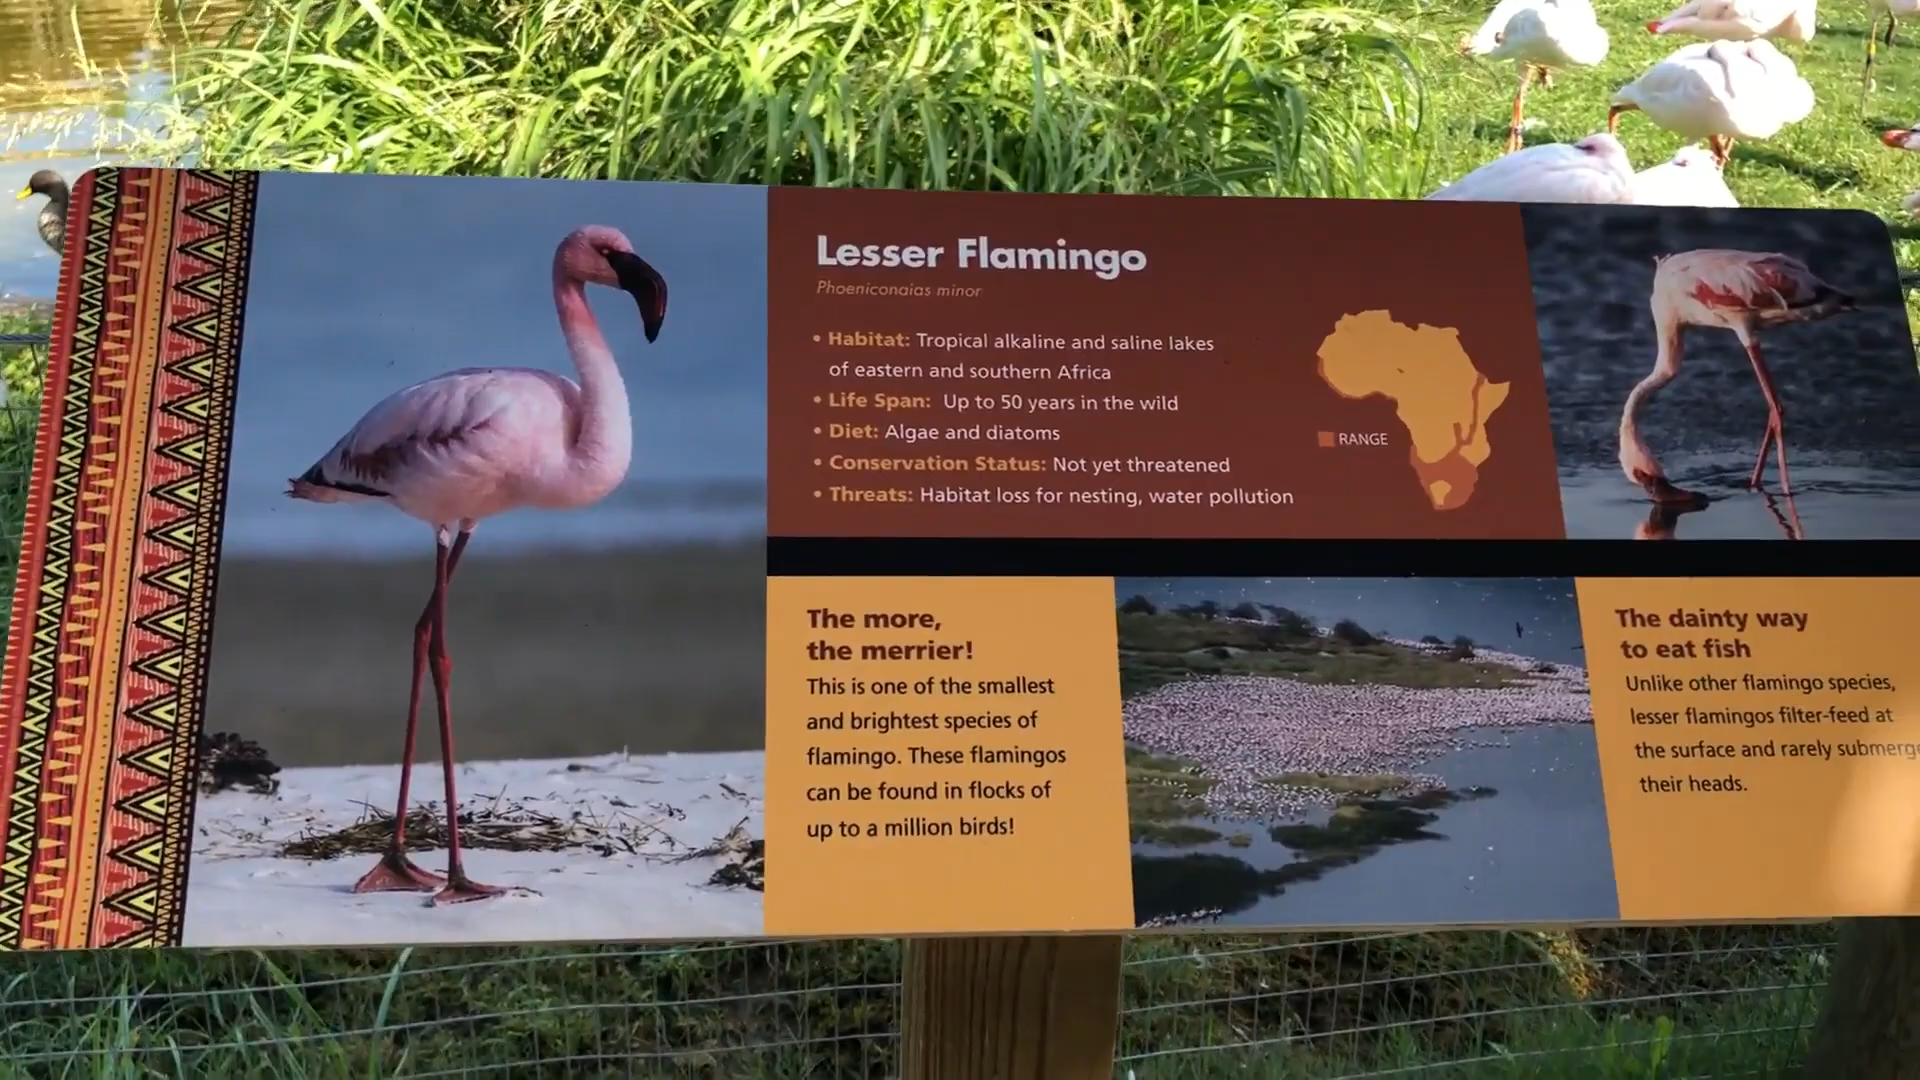 Lesser Flamingo
Phoeniconaias minor
• Habitat: Tropical alkaline and saline lakes
of eastern and southern Africa
• Life Span: Up to 50 years in the wild
• Diet: Algae and diatoms
• Conservation Status: Not yet threatened
• Threats: Habitat loss for nesting, water pollution
RANGE
The more,
the merrier!
This is one of the smallest
and brightest species of
flamingo. These flamingos
can be found in flocks of
up to a million birds!
The dainty way
to eat fish
Unlike other flamingo species,
lesser flamingos filter-feed at
the surface and rarely submerge
their heads.